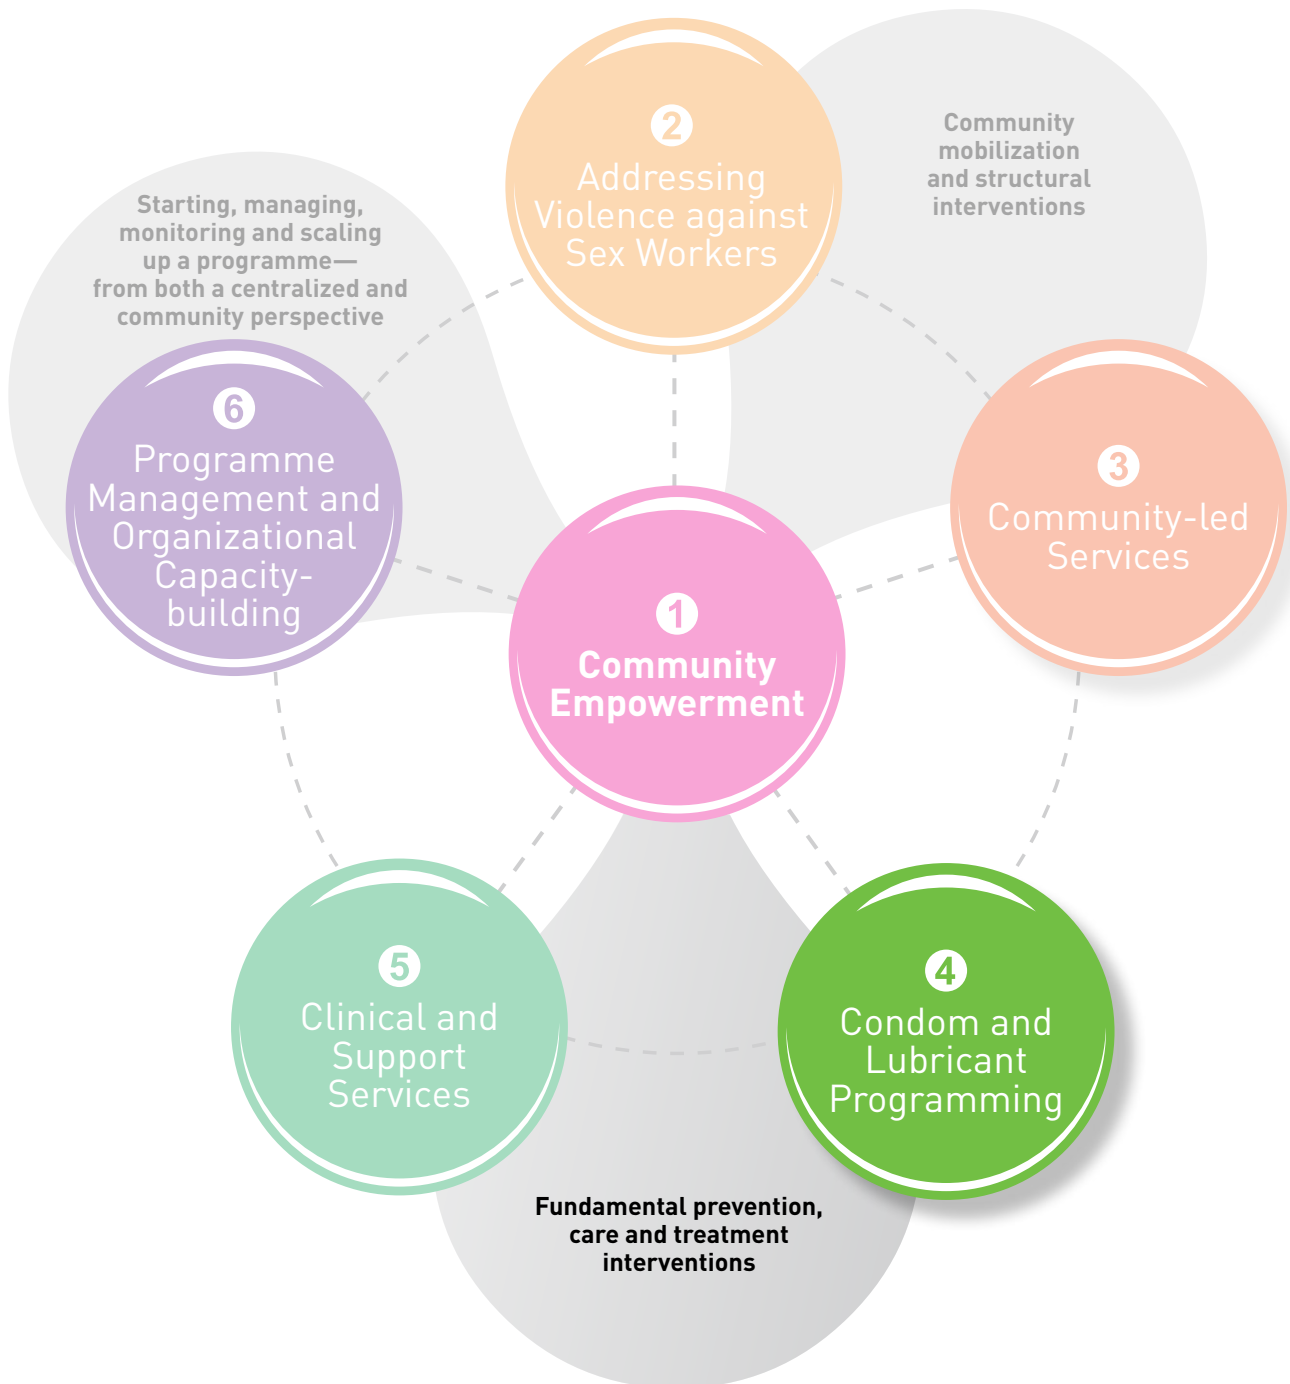 2
Addressing
Violence against
Sex Workers
Community
mobilization
and structural
interventions
Starting, managing,
monitoring and scaling
up a programme—
from both a centralized and
community perspective
6
Programme
Management and
Organizational
Capacity-
building
3
Community-led
Services
1
Community
Empowerment
5
Clinical and
Support
Services
4
Condom and
Lubricant
Programming
Fundamental prevention,
care and treatment
interventions